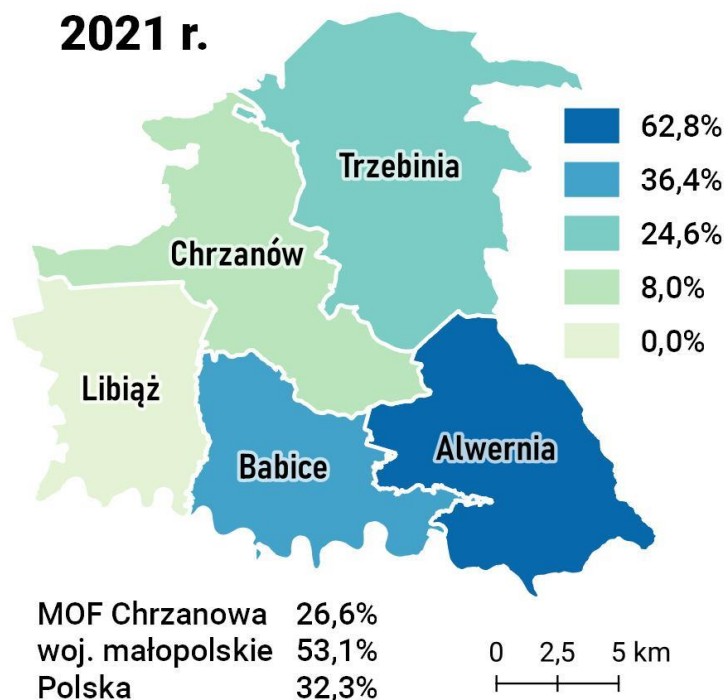 2021 r.
Trzebinia
Chrzanów
Libiąż
Babice
Alwernia
62,8%
36,4%
24,6%
8,0%
0,0%
MOF Chrzanowa 26,6%
woj. małopolskie 53,1%
Polska 32,3%
0 2,5 5 km